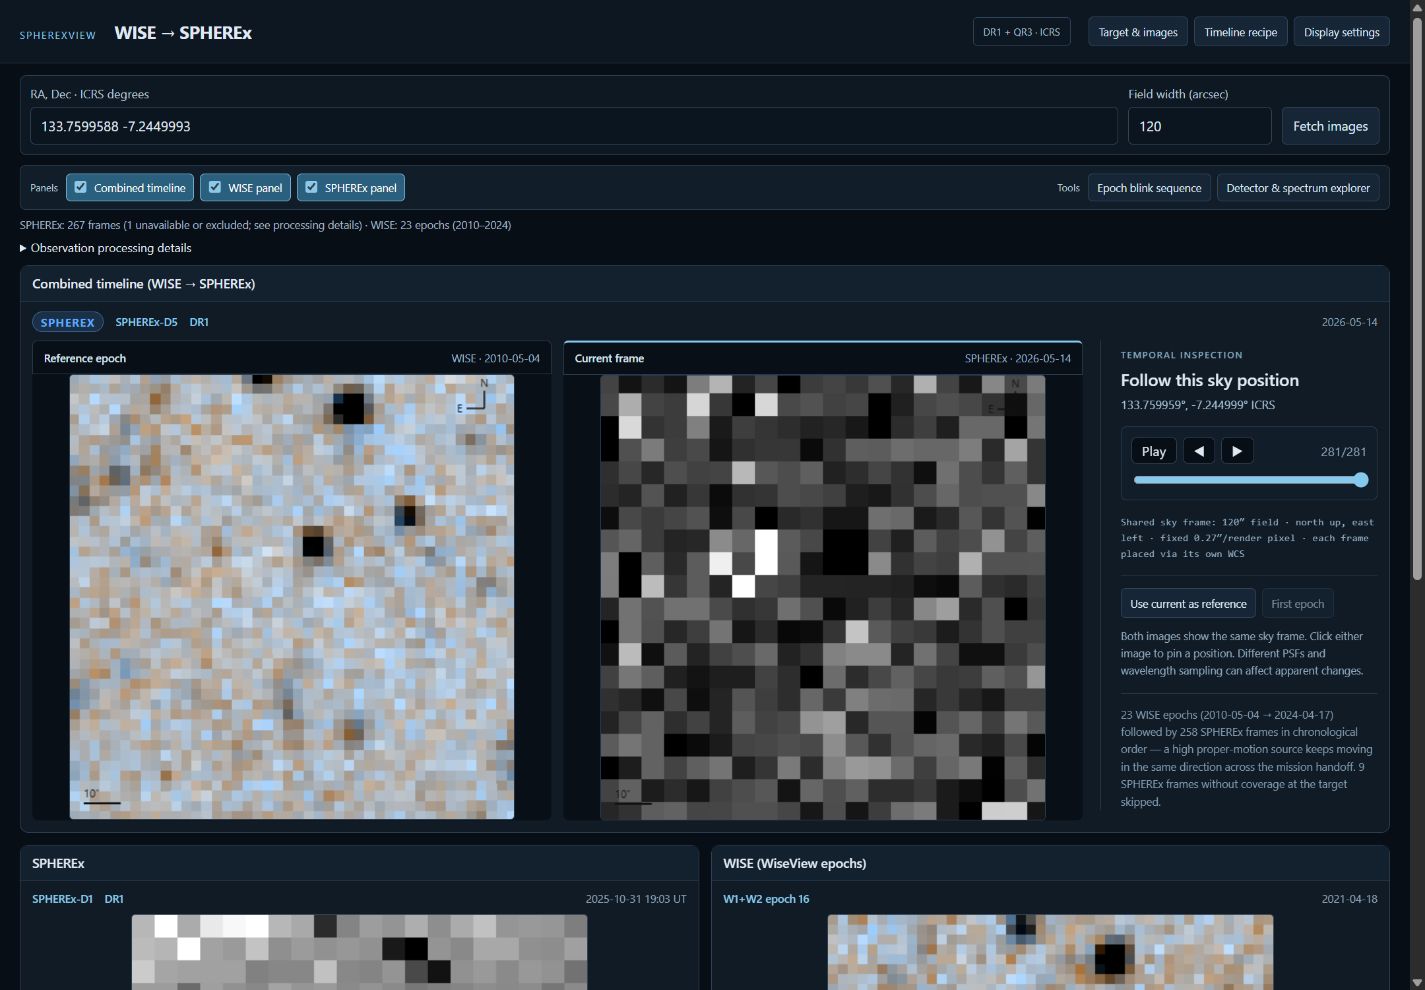 SPHEREXVIEW WISE → SPHEREx
DR1 + QR3 · ICRS
Target & images
Timeline recipe
Display settings
RA, Dec · ICRS degrees
Field width (arcsec)
133.7599588 -7.2449993
120
Fetch images
Panels
Combined timeline
WISE panel
SPHEREx panel
Tools
Epoch blink sequence
Detector & spectrum explorer
SPHEREx: 267 frames (1 unavailable or excluded; see processing details) · WISE: 23 epochs (2010–2024)
Observation processing details
Combined timeline (WISE → SPHEREx)
SPHEREX SPHEREx-D5 DR1
2026-05-14
Reference epoch
WISE · 2010-05-04
N
E
10"
Current frame
SPHEREx · 2026-05-14
N
E
10"
TEMPORAL INSPECTION
Follow this sky position
133.759959°, -7.244999° ICRS
Play
281/281
Shared sky frame: 120″ field · north up, east
left · fixed 0.27″/render pixel · each frame
placed via its own WCS
Use current as reference
First epoch
Both images show the same sky frame. Click either
image to pin a position. Different PSFs and
wavelength sampling can affect apparent changes.
23 WISE epochs (2010-05-04 → 2024-04-17)
followed by 258 SPHEREx frames in chronological
order — a high proper-motion source keeps moving
in the same direction across the mission handoff. 9
SPHEREx frames without coverage at the target
skipped.
SPHEREx
SPHEREx-D1 DR1
2025-10-31 19:03 UT
WISE (WiseView epochs)
W1+W2 epoch 16
2021-04-18